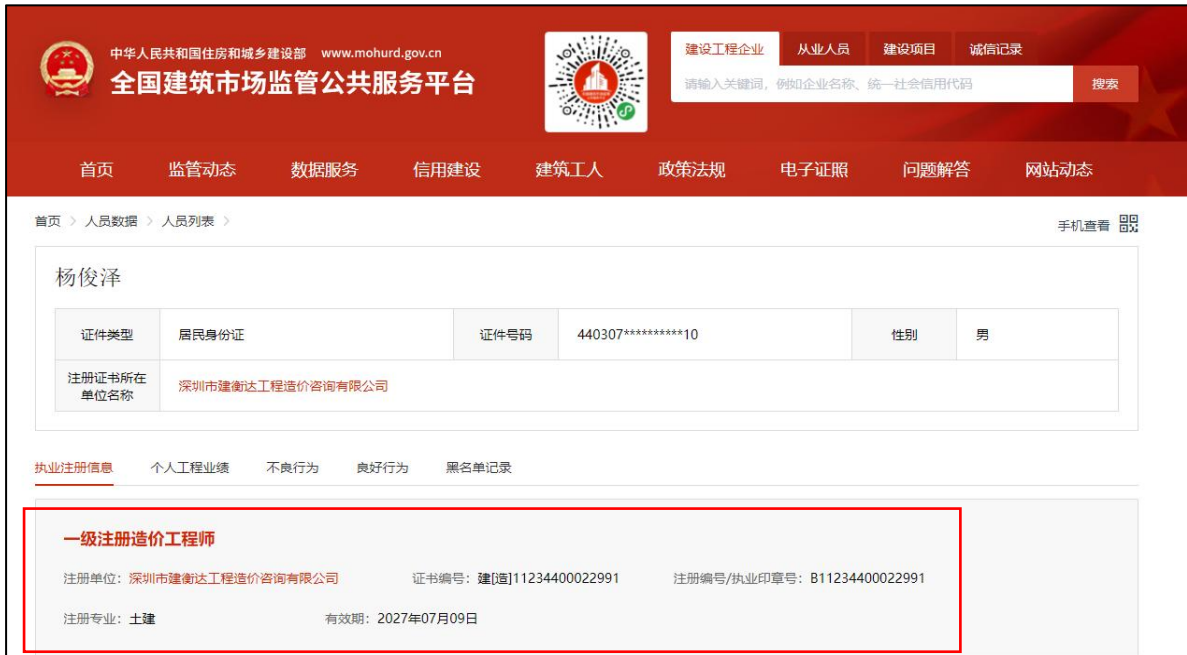 中华人民共和国住房和城乡建设部 www.mohurd.gov.cn
全国建筑市场监管公共服务平台
建设工程企业 从业人员 建设项目 诚信记录
请输入关键词，例如企业名称、统一社会信用代码 搜索
首页 监管动态 数据服务 信用建设 建筑工人 政策法规 电子证照 问题解答 网站动态
首页 > 人员数据 > 人员列表 >
手机查看
杨俊泽
证件类型 居民身份证 证件号码 440307**********10 性别 男
注册证书所在
单位名称
深圳市建衡达工程造价咨询有限公司
执业注册信息 个人工程业绩 不良行为 良好行为 黑名单记录
一级注册造价工程师
注册单位：深圳市建衡达工程造价咨询有限公司 证书编号：建[造]11234400022991 注册编号/执业印章号：B11234400022991
注册专业：土建 有效期：2027年07月09日